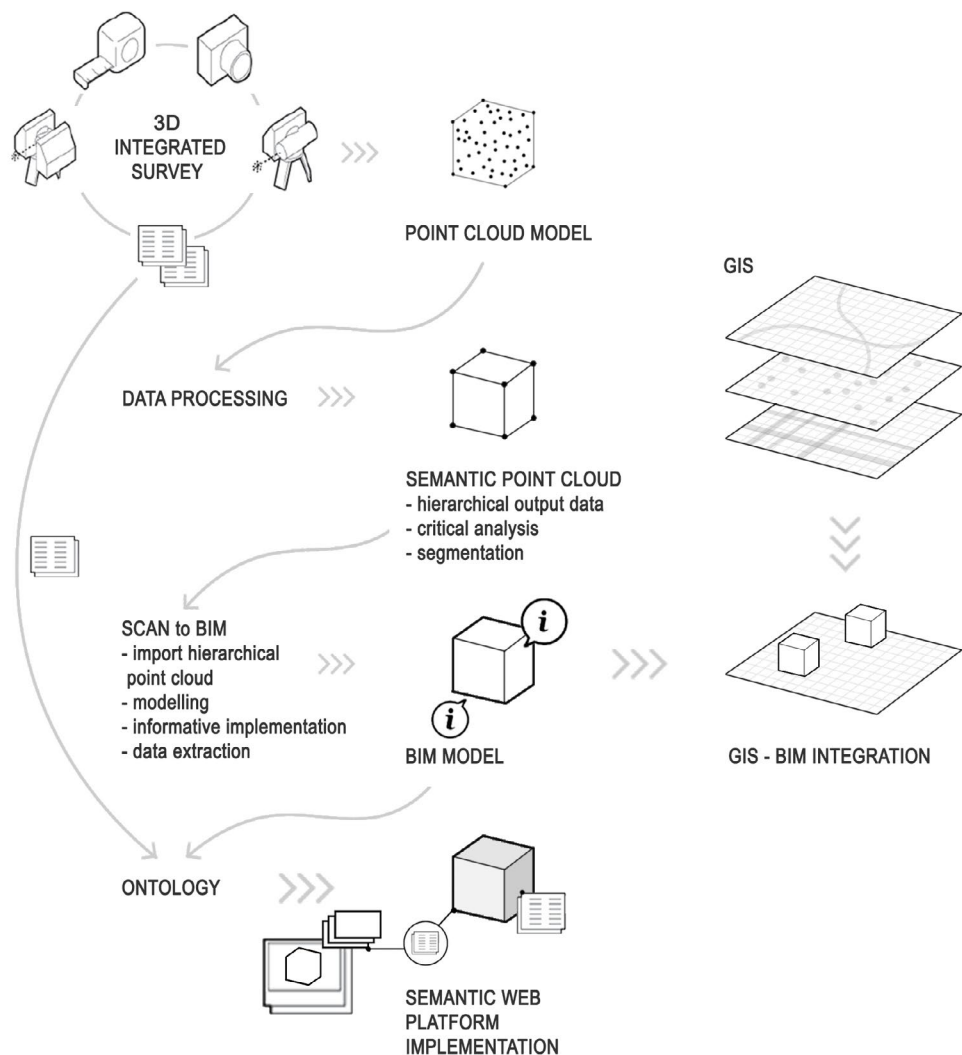 3D
INTEGRATED
SURVEY
POINT CLOUD MODEL
GIS
DATA PROCESSING
SEMANTIC POINT CLOUD
- hierarchical output data
- critical analysis
- segmentation
SCAN to BIM
- import hierarchical
point cloud
- modelling
- informative implementation
- data extraction
i
i
BIM MODEL
GIS - BIM INTEGRATION
ONTOLOGY
SEMANTIC WEB
PLATFORM
IMPLEMENTATION